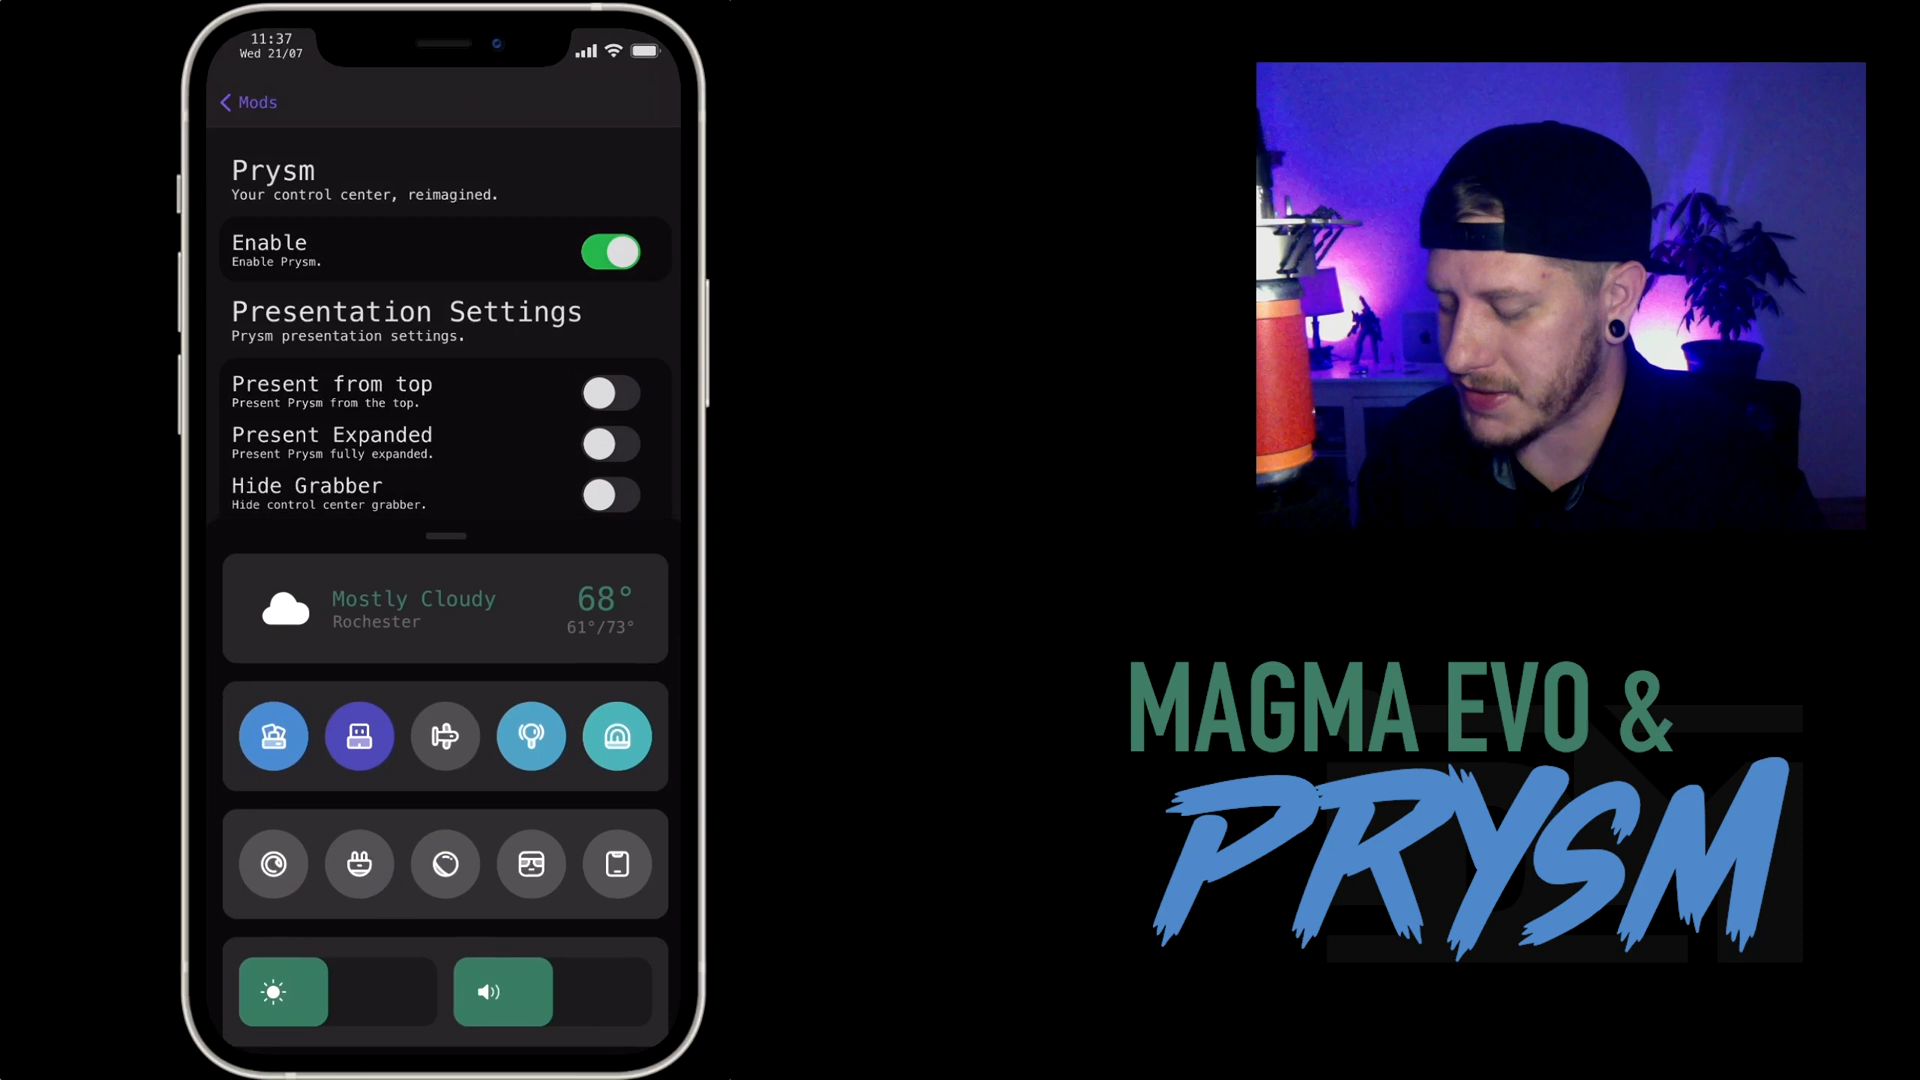 11:37
Wed 21/07
Mods
Prysm
Your control center, reimagined.
Enable
Enable Prysm.
Presentation Settings
Prysm presentation settings.
Present from top
Present Prysm from the top.
Present Expanded
Present Prysm fully expanded.
Hide Grabber
Hide control center grabber.
Mostly Cloudy
Rochester
68°
61°/73°
MAGMA EVO &
PRYSM